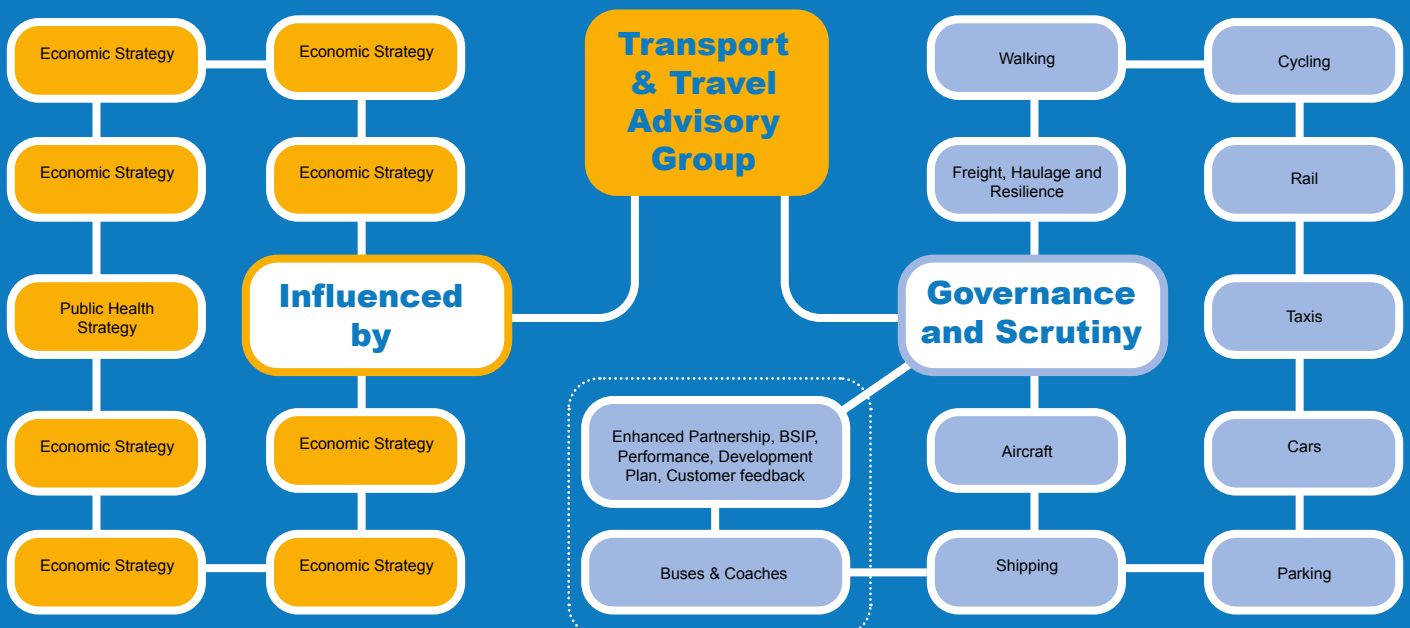 Economic Strategy
Economic Strategy
Economic Strategy
Economic Strategy
Public Health
Strategy
Influenced
by
Economic Strategy
Economic Strategy
Economic Strategy
Economic Strategy
Transport
& Travel
Advisory
Group
Walking
Cycling
Freight, Haulage and
Resilience
Rail
Governance
and Scrutiny
Taxis
Enhanced Partnership, BSIP,
Performance, Development
Plan, Customer feedback
Aircraft
Cars
Buses & Coaches
Shipping
Parking